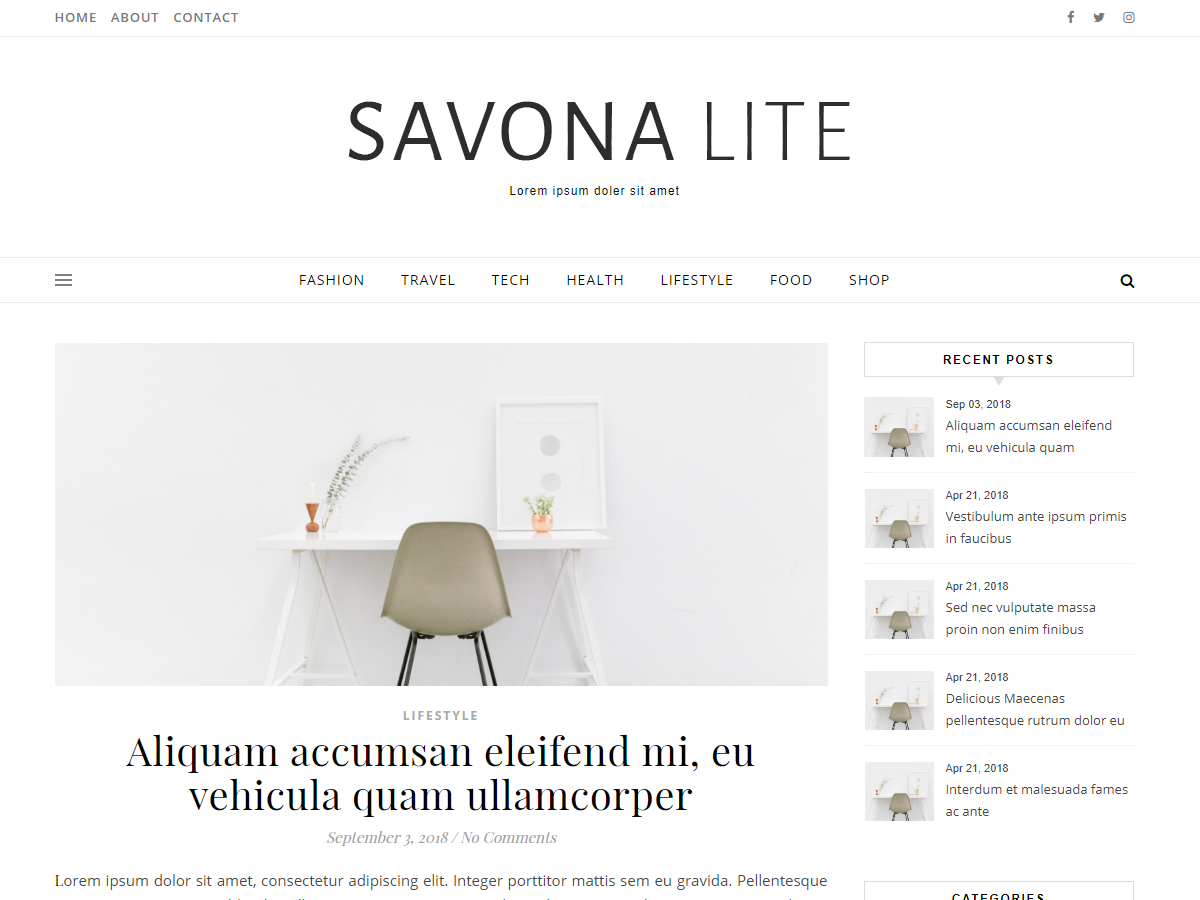 HOME ABOUT CONTACT
SAVONA LITE
Lorem ipsum doler sit amet
FASHION TRAVEL TECH HEALTH LIFESTYLE FOOD SHOP
LIFESTYLE
Aliquam accumsan eleifend mi, eu
vehicula quam ullamcorper
September 3, 2018 / No Comments
Lorem ipsum dolor sit amet, consectetur adipiscing elit. Integer porttitor mattis sem eu gravida. Pellentesque
RECENT POSTS
Sep 03, 2018
Aliquam accumsan eleifend
mi, eu vehicula quam
Apr 21, 2018
Vestibulum ante ipsum primis
in faucibus
Apr 21, 2018
Sed nec vulputate massa
proin non enim finibus
Apr 21, 2018
Delicious Maecenas
pellentesque rutrum dolor eu
Apr 21, 2018
Interdum et malesuada fames
ac ante
CATEGORIES